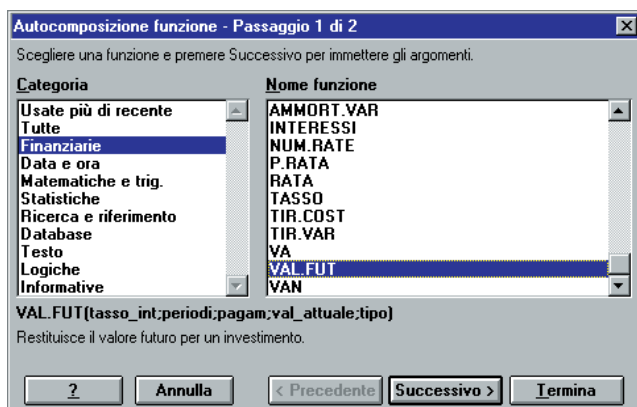 Autocomposizione funzione - Passaggio 1 di 2
Scegliere una funzione e premere Successivo per immettere gli argomenti.
Categoria
Usate più di recente
Tutte
Finanziarie
Data e ora
Matematiche e trig.
Statistiche
Ricerca e riferimento
Database
Testo
Logiche
Informative
Nome funzione
AMMORT.VAR
INTERESSI
NUM.RATE
P.RATA
RATA
TASSO
TIR.COST
TIR.VAR
VA
VAL.FUT
VAN
VAL.FUT(tasso_int;periodi;pagam;val_attuale;tipo)
Restituisce il valore futuro per un investimento.
? Annulla < Precedente Successivo > Termina